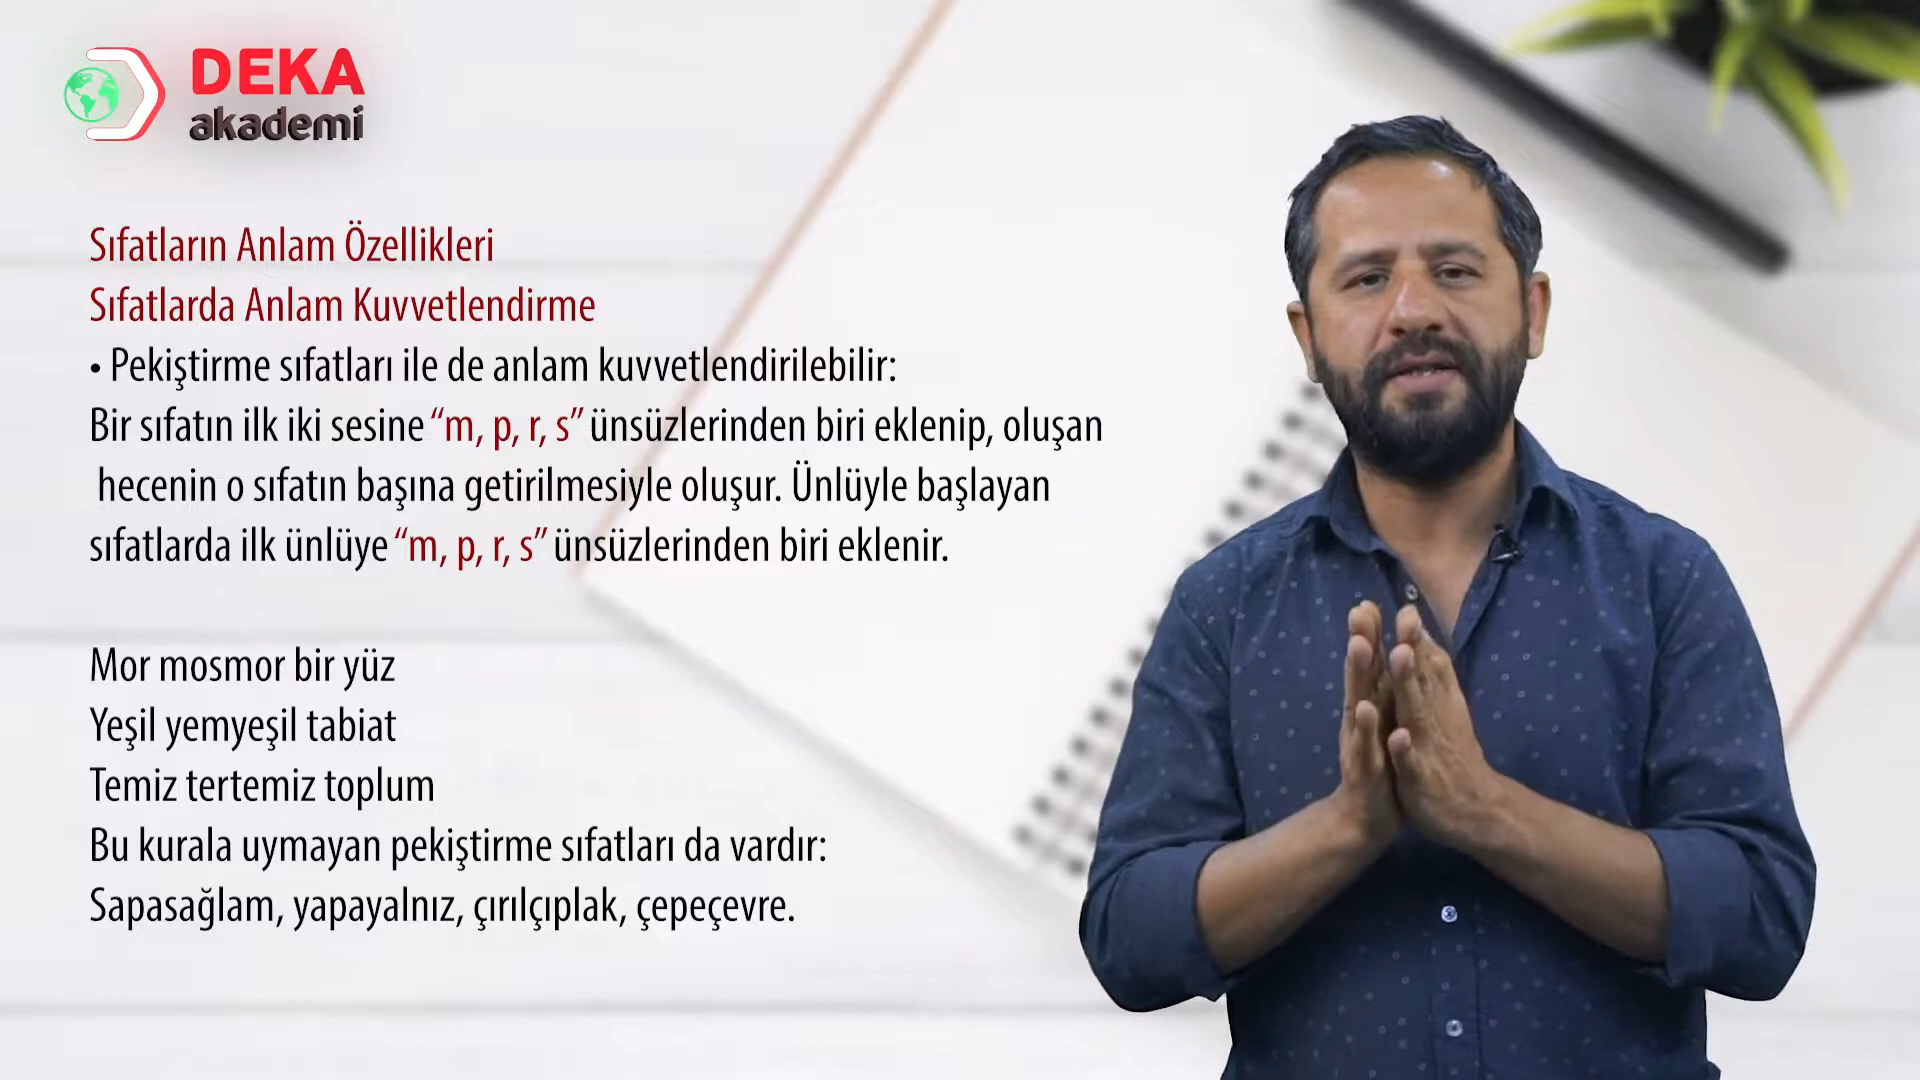 DEKA
akademi
Sıfatların Anlam Özellikleri
Sıfatlarda Anlam Kuvvetlendirme
• Pekiştirme sıfatları ile de anlam kuvvetlendirilebilir:
Bir sıfatın ilk iki sesine “m, p, r, s” ünsüzlerinden biri eklenip, oluşan
hecenin o sıfatın başına getirilmesiyle oluşur. Ünlüyle başlayan
sıfatlarda ilk ünlüye “m, p, r, s” ünsüzlerinden biri eklenir.
Mor mosmor bir yüz
Yeşil yemyeşil tabiat
Temiz tertemiz toplum
Bu kurala uymayan pekiştirme sıfatları da vardır:
Sapasağlam, yapayalnız, çırılçıplak, çepeçevre.